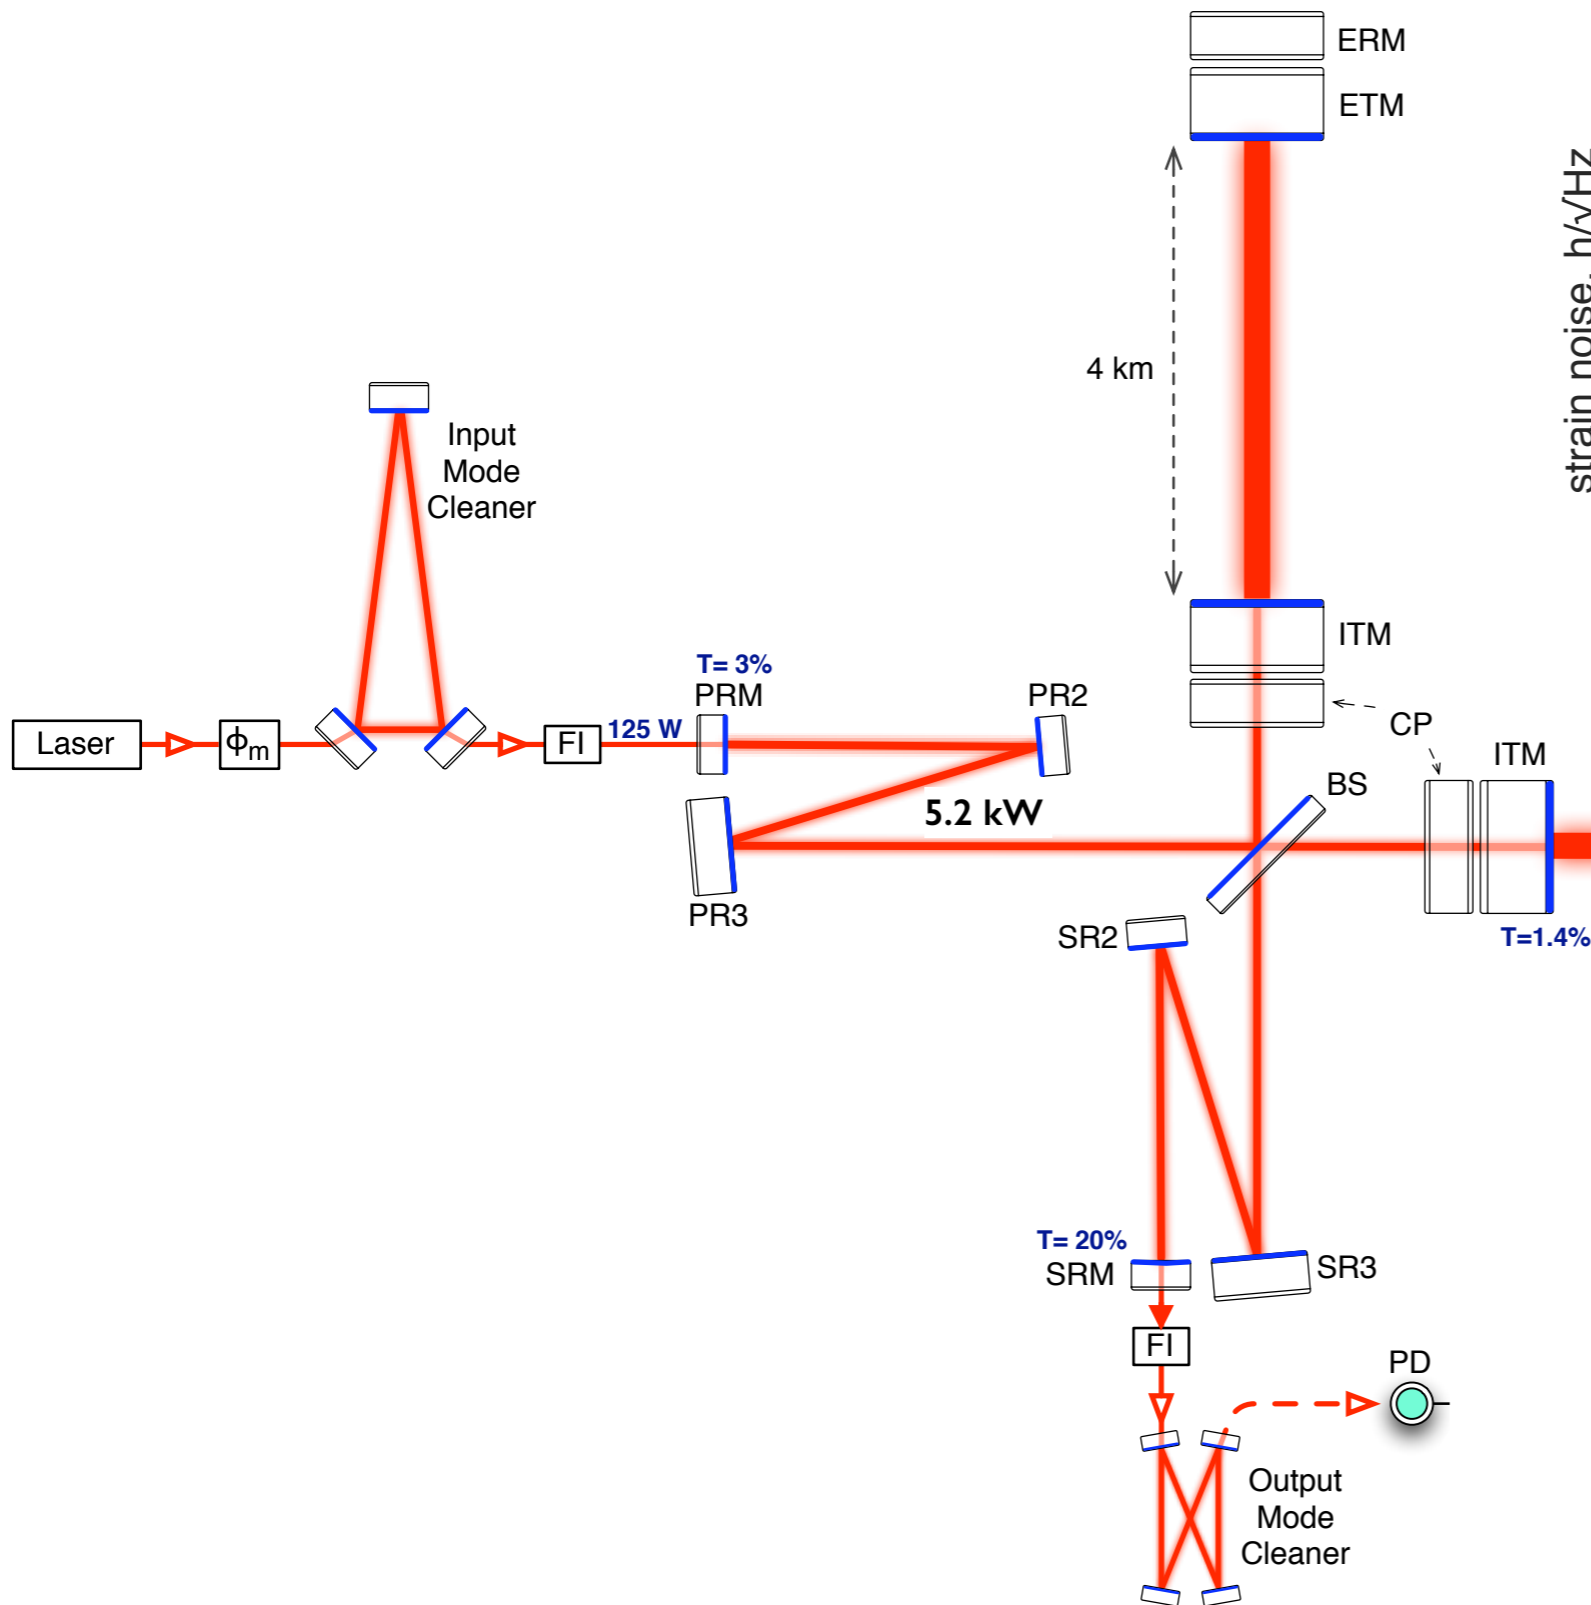 ERM
ETM
strain noise, h/√Hz
4 km
Input
Mode
Cleaner
ITM
T= 3%
PRM
PR2
CP
Laser
ϕm
FI
125 W
ITM
BS
5.2 kW
PR3
SR2
T=1.4%
T= 20%
SRM
SR3
FI
PD
Output
Mode
Cleaner